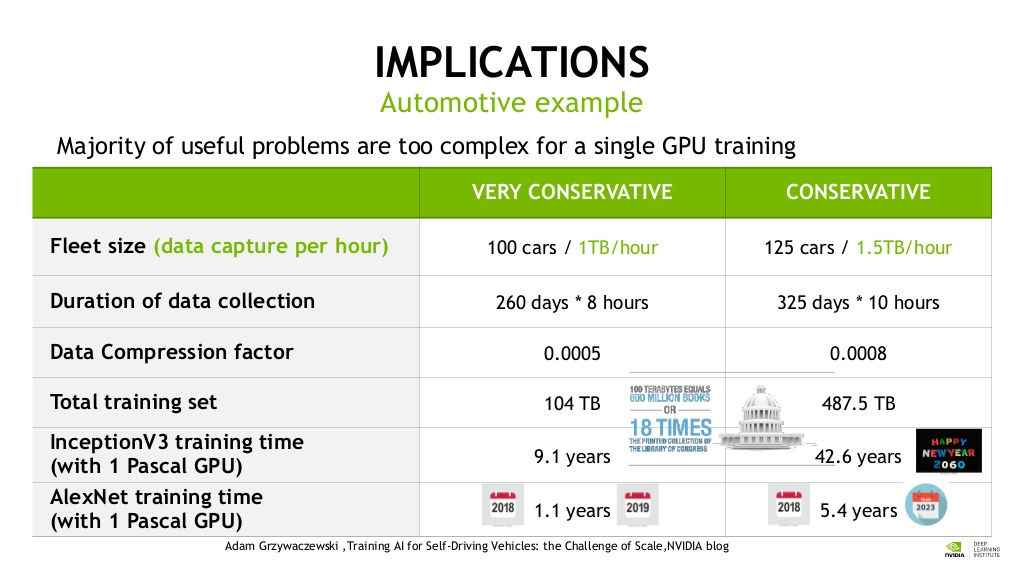 IMPLICATIONS
Automotive example
Majority of useful problems are too complex for a single GPU training
VERY CONSERVATIVE CONSERVATIVE
Fleet size (data capture per hour) 100 cars / 1TB/hour 125 cars / 1.5TB/hour
Duration of data collection 260 days * 8 hours 325 days * 10 hours
Data Compression factor 0.0005 0.0008
Total training set 104 TB 487.5 TB
100 TERABYTES EQUALS
600 MILLION BOOKS
OR
18 TIMES
THE PRINTED COLLECTION OF
THE LIBRARY OF CONGRESS
InceptionV3 training time
(with 1 Pascal GPU) 9.1 years 42.6 years
HAPPY
NEW YEAR
2060
AlexNet training time
(with 1 Pascal GPU) 2018 1.1 years 2019 2018 5.4 years 2023
Adam Grzywaczewski ,Training AI for Self-Driving Vehicles: the Challenge of Scale,NVIDIA blog
NVIDIA
DEEP
LEARNING
INSTITUTE